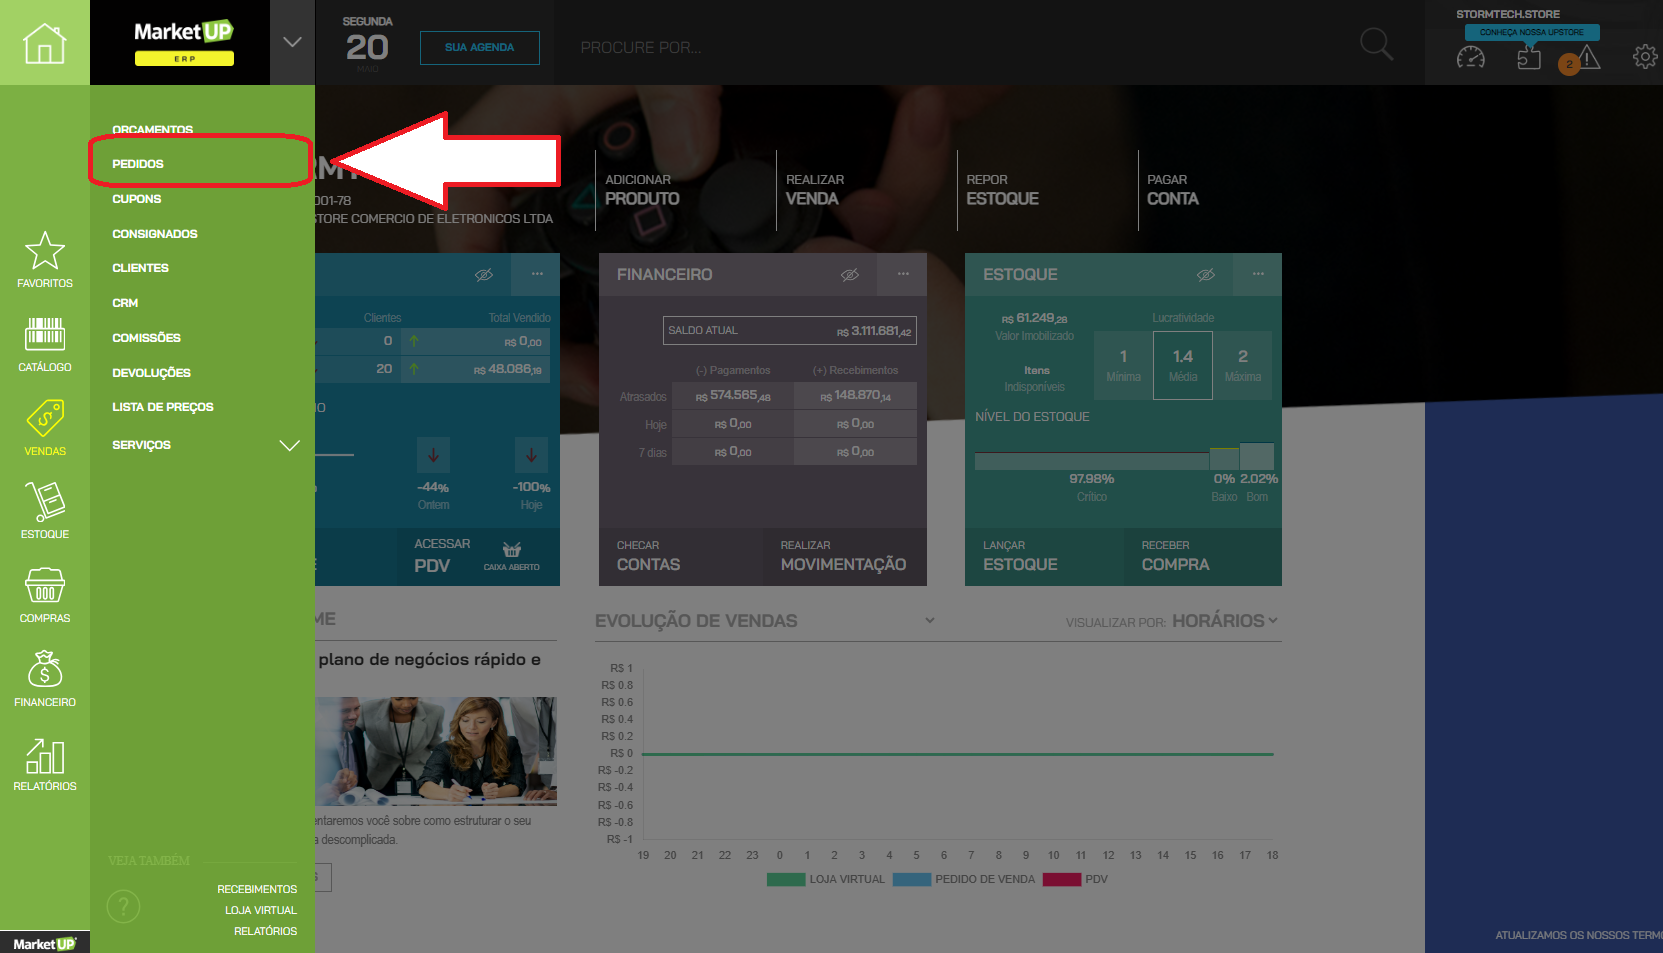 MarketUP
ERP
SEGUNDA
20
MAIO
SUA AGENDA
PROCURE POR...
STORMTECH.STORE
CONHEÇA NOSSA UPSTORE
2
FAVORITOS
CATÁLOGO
VENDAS
ESTOQUE
COMPRAS
FINANCEIRO
RELATÓRIOS
MarketUP
ORÇAMENTOS
PEDIDOS
CUPONS
CONSIGNADOS
CLIENTES
CRM
COMISSÕES
DEVOLUÇÕES
LISTA DE PREÇOS
SERVIÇOS
VEJA TAMBÉM
?
RECEBIMENTOS
LOJA VIRTUAL
RELATÓRIOS
001-78
STORE COMERCIO DE ELETRONICOS LTDA
ADICIONAR
PRODUTO
REALIZAR
VENDA
REPOR
ESTOQUE
PAGAR
CONTA
...
Clientes
Total Vendido
0
R$ 0,00
20
R$ 48.086,19
IO
-44%
Ontem
-100%
Hoje
ACESSAR
PDV
CAIXA ABERTO
FINANCEIRO
...
SALDO ATUAL
R$ 3.111.681,42
(-) Pagamentos
(+) Recebimentos
Atrasados
R$ 574.565,48
R$ 148.870,14
Hoje
R$ 0,00
R$ 0,00
7 dias
R$ 0,00
R$ 0,00
CHECAR
CONTAS
REALIZAR
MOVIMENTAÇÃO
ESTOQUE
...
R$ 61.249,28
Valor Imobilizado
Itens
Indisponíveis
Lucratividade
1
Mínima
1.4
Média
2
Máxima
NÍVEL DO ESTOQUE
97.98%
Crítico
0%
Baixo
2.02%
Bom
LANÇAR
ESTOQUE
RECEBER
COMPRA
ME
plano de negócios rápido e
entaremos você sobre como estruturar o seu
a descomplicada.
S
EVOLUÇÃO DE VENDAS
VISUALIZAR POR: HORÁRIOS
R$ 1
R$ 0.8
R$ 0.6
R$ 0.4
R$ 0.2
R$ 0
R$ -0.2
R$ -0.4
R$ -0.6
R$ -0.8
R$ -1
19 20 21 22 23 0 1 2 3 4 5 6 7 8 9 10 11 12 13 14 15 16 17 18
LOJA VIRTUAL PEDIDO DE VENDA PDV
ATUALIZAMOS OS NOSSOS TERMO